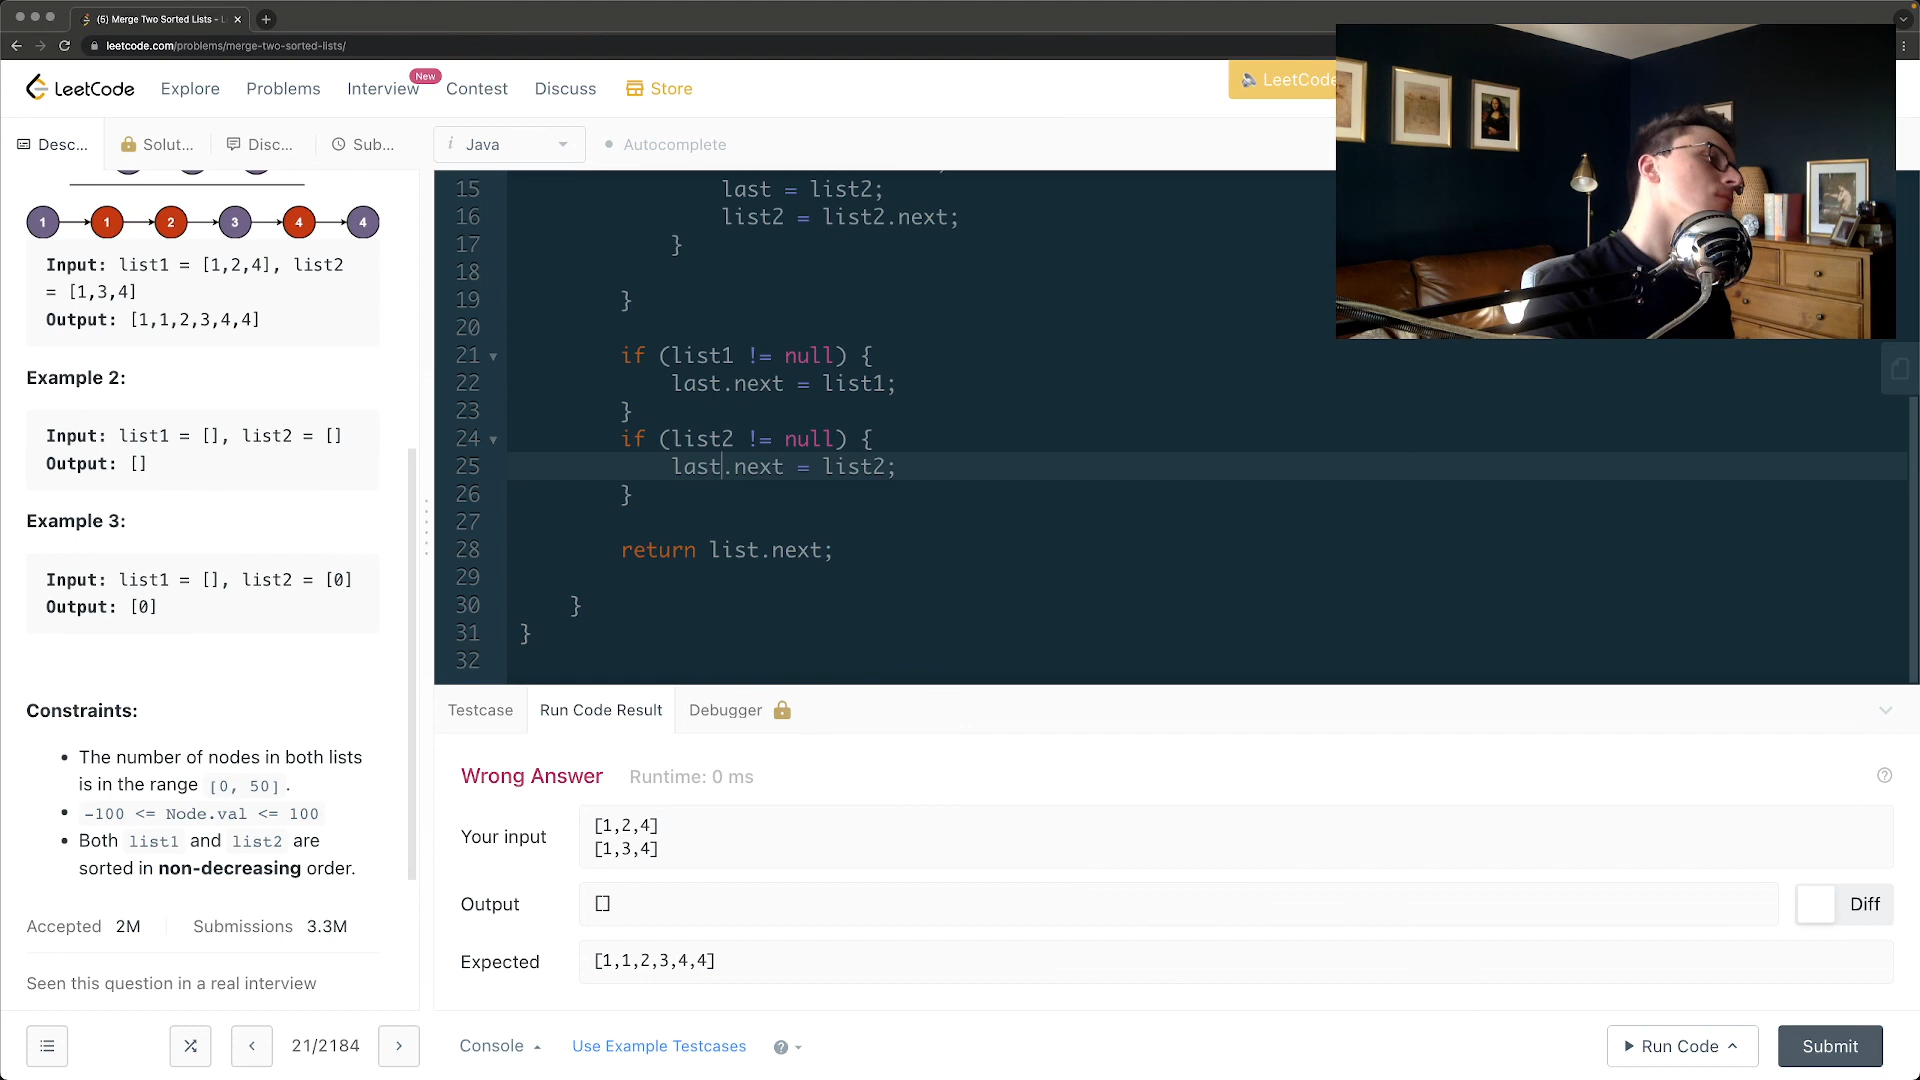 (5) Merge Two Sorted Lists - L
leetcode.com/problems/merge-two-sorted-lists/
LeetCode
Explore
Problems
Interview
New
Contest
Discuss
Store
LeetCode
Desc...
Solut...
Disc...
Sub...
i Java
Autocomplete
1 1 2 3 4 4
Input: list1 = [1,2,4], list2
= [1,3,4]
Output: [1,1,2,3,4,4]
Example 2:
Input: list1 = [], list2 = []
Output: []
Example 3:
Input: list1 = [], list2 = [0]
Output: [0]
Constraints:
• The number of nodes in both lists
is in the range [0, 50].
• -100 <= Node.val <= 100
• Both list1 and list2 are
sorted in non-decreasing order.
Accepted 2M
Submissions 3.3M
Seen this question in a real interview
21/2184
15 last = list2;
16 list2 = list2.next;
17 }
18
19 }
20
21 if (list1 != null) {
22 last.next = list1;
23 }
24 if (list2 != null) {
25 last.next = list2;
26 }
27
28 return list.next;
29
30 }
31 }
32
Testcase
Run Code Result
Debugger
Wrong Answer
Runtime: 0 ms
Your input
[1,2,4]
[1,3,4]
Output
[]
Diff
Expected
[1,1,2,3,4,4]
Console
Use Example Testcases
Run Code
Submit